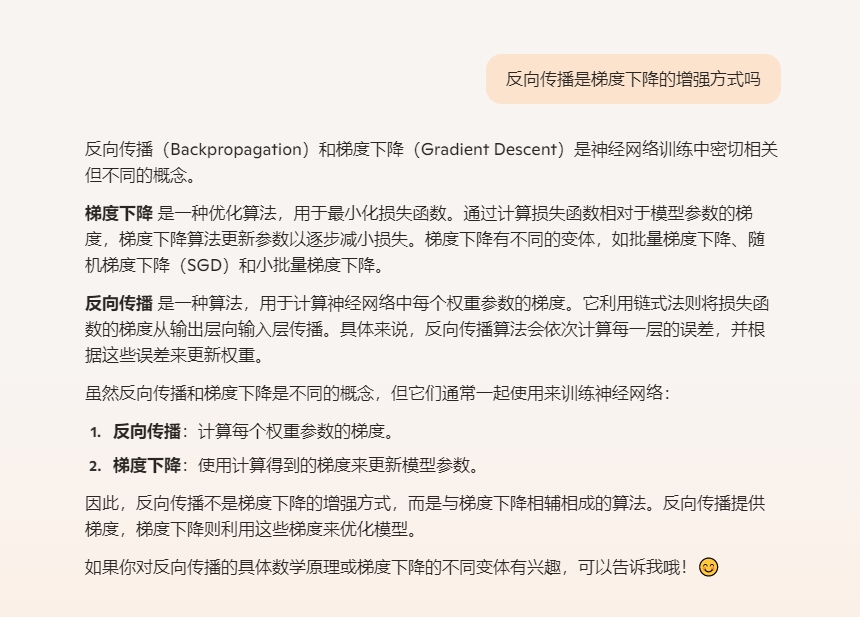 反向传播是梯度下降的增强方式吗
反向传播（Backpropagation）和梯度下降（Gradient Descent）是神经网络训练中密切相关
但不同的概念。
梯度下降 是一种优化算法，用于最小化损失函数。通过计算损失函数相对于模型参数的梯
度，梯度下降算法更新参数以逐步减小损失。梯度下降有不同的变体，如批量梯度下降、随
机梯度下降（SGD）和小批量梯度下降。
反向传播 是一种算法，用于计算神经网络中每个权重参数的梯度。它利用链式法则将损失函
数的梯度从输出层向输入层传播。具体来说，反向传播算法会依次计算每一层的误差，并根
据这些误差来更新权重。
虽然反向传播和梯度下降是不同的概念，但它们通常一起使用来训练神经网络：
1. 反向传播：计算每个权重参数的梯度。
2. 梯度下降：使用计算得到的梯度来更新模型参数。
因此，反向传播不是梯度下降的增强方式，而是与梯度下降相辅相成的算法。反向传播提供
梯度，梯度下降则利用这些梯度来优化模型。
如果你对反向传播的具体数学原理或梯度下降的不同变体有兴趣，可以告诉我哦！😊